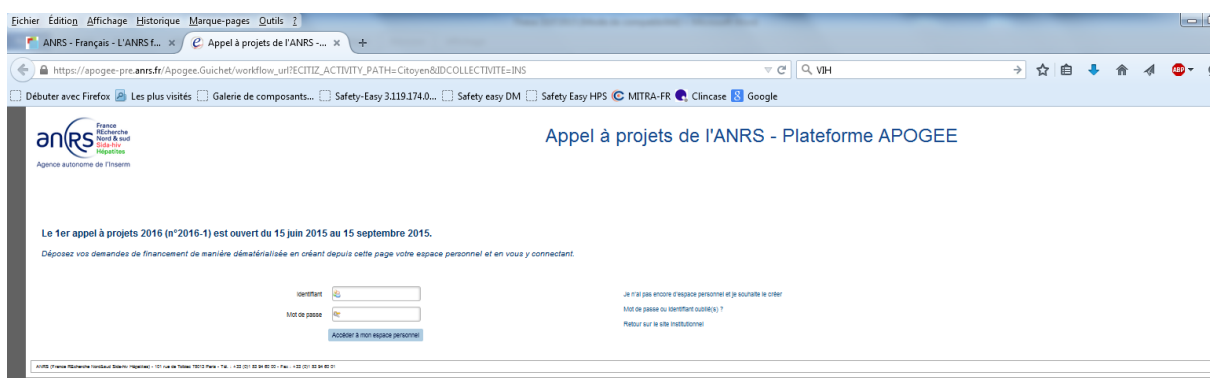 Fichier Édition Affichage Historique Marque-pages Outils ?
ANRS - Français - L'ANRS f... × Appel à projets de l'ANRS -... × +
https://apogee-pre.anrs.fr/Apogee.Guichet/workflow_url?ECITIZ_ACTIVITY_PATH=Citoyen&IDCOLLECTIVITE=INS VIH ABP
Débuter avec Firefox Les plus visités Galerie de composants... Safety-Easy 3.119.174.0... Safety easy DM Safety Easy HPS MITRA-FR Clincase Google
anRS France REcherche Nord & sud Sida-hiv Hépatites
Agence autonome de l'Inserm
Appel à projets de l'ANRS - Plateforme APOGEE
Le 1er appel à projets 2016 (n°2016-1) est ouvert du 15 juin 2015 au 15 septembre 2015.
Déposez vos demandes de financement de manière dématérialisée en créant depuis cette page votre espace personnel et en vous y connectant.
Identifiant
Mot de passe
Accéder à mon espace personnel
Je n'ai pas encore d'espace personnel et je souhaite le créer
Mot de passe ou identifiant oublié(s) ?
Retour sur le site institutionnel